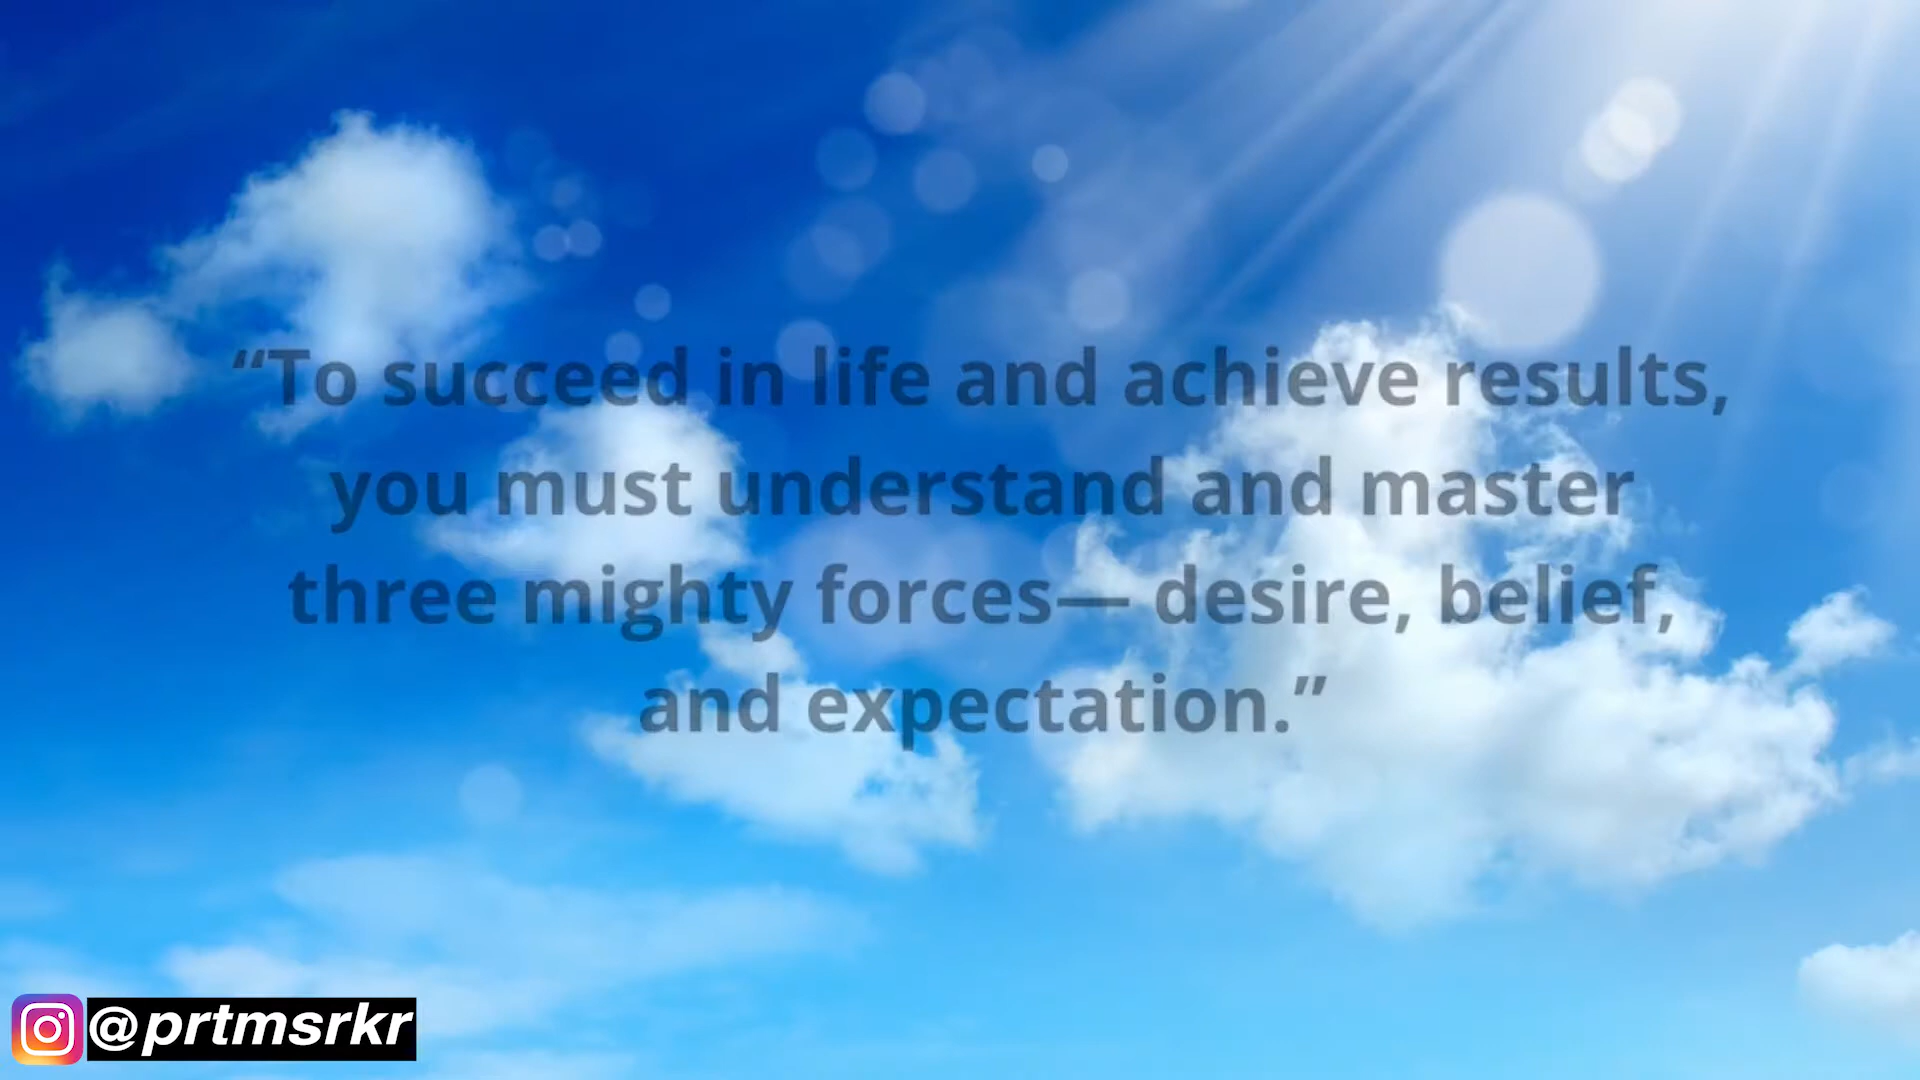 “To succeed in life and achieve results,
you must understand and master
three mighty forces— desire, belief,
and expectation.”
@prtmsrkr